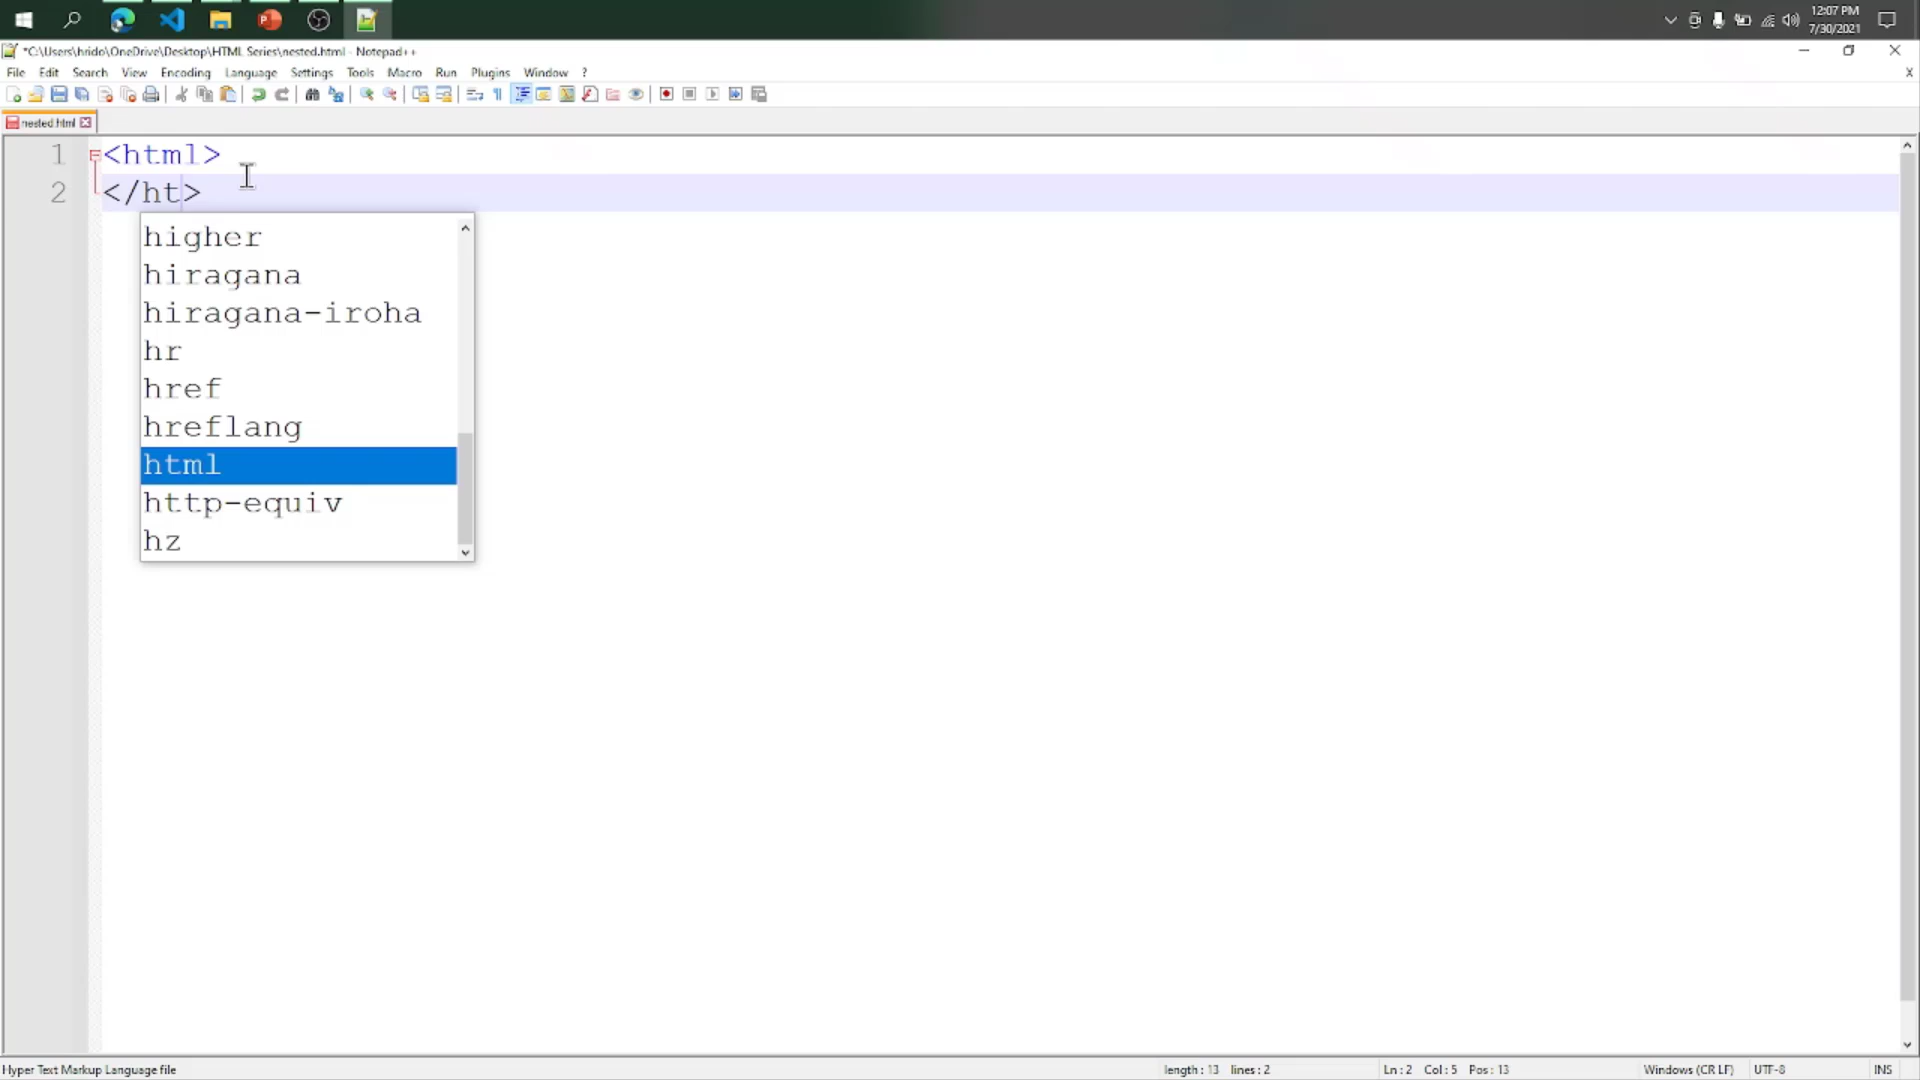 12:07 PM
7/30/2021
*C:\Users\hrido\OneDrive\Desktop\HTML Series\nested.html - Notepad++
File Edit Search View Encoding Language Settings Tools Macro Run Plugins Window ? X
nested.html
1 <html>
2 </ht>
higher
hiragana
hiragana-iroha
hr
href
hreflang
html
http-equiv
hz
Hyper Text Markup Language file length : 13 lines : 2 Ln : 2 Col : 5 Pos : 13 Windows (CR LF) UTF-8 INS